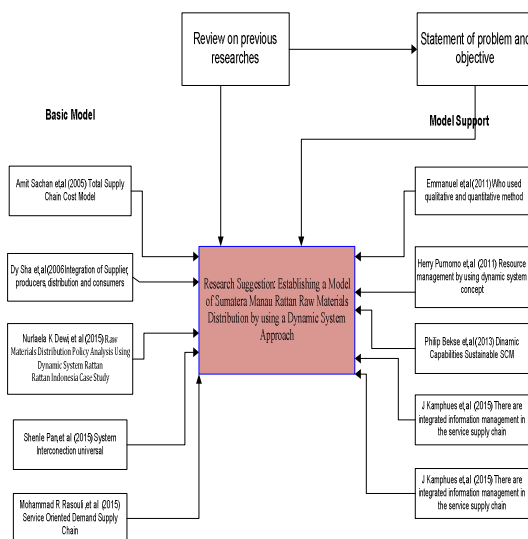 Review on previous
researches
Statement of problem and
objective
Basic Model
Model Support
Amit Sachan et,al (2005) Total Supply
Chain Cost Model
Dy Sha et,al (2006 Integration of Supplier,
producers, distribution and consumers
Nurlaela K Dewi, et al (2015) Raw
Materials Distribution Policy Analysis Using
Dynamic System Rattan
Rattan Indonesia Case Study
Shenle Pan,et al (2015) System
Interconection universal
Mohammad R Rasouli ,et al (2015)
Service Oriented Demand Supply
Chain
Research Suggestion: Establishing a Model
of Sumatera Manau Rattan Raw Materials
Distribution by using a Dynamic System
Approach
Emmanuel et,al (2011) Who used
qualitative and quantitative method
Herry Purnomo et,al (2011) Resource
management by using dynamic system
concept
Philip Bekse et,al (2013) Dinamic
Capabilities Sustainable SCM
J Kamphues et,al (2015) There are
integrated information management in
the service supply chain
J Kamphues et,al (2015) There are
integrated information management in
the service supply chain